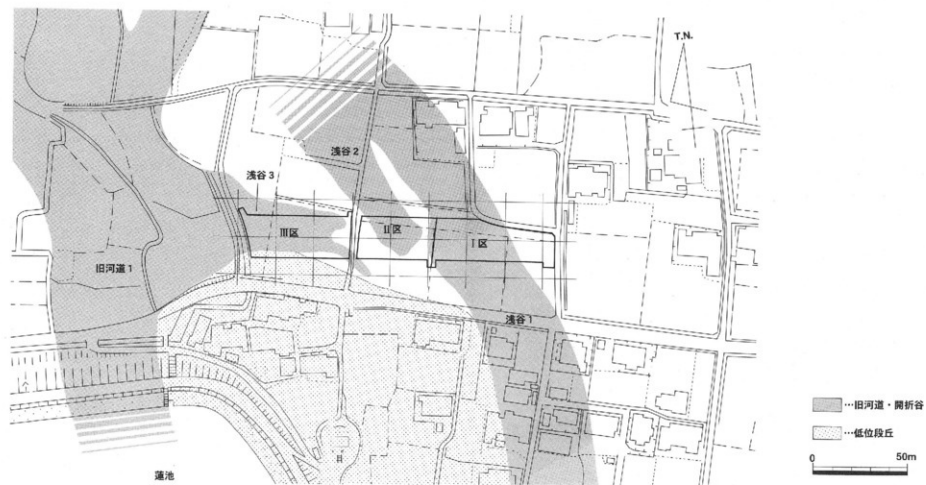 T.N.
浅谷 2
浅谷 3
III区
II区
I区
旧河道 1
浅谷 1
…旧河道・開折谷
…低位段丘
0 50m
蓮池